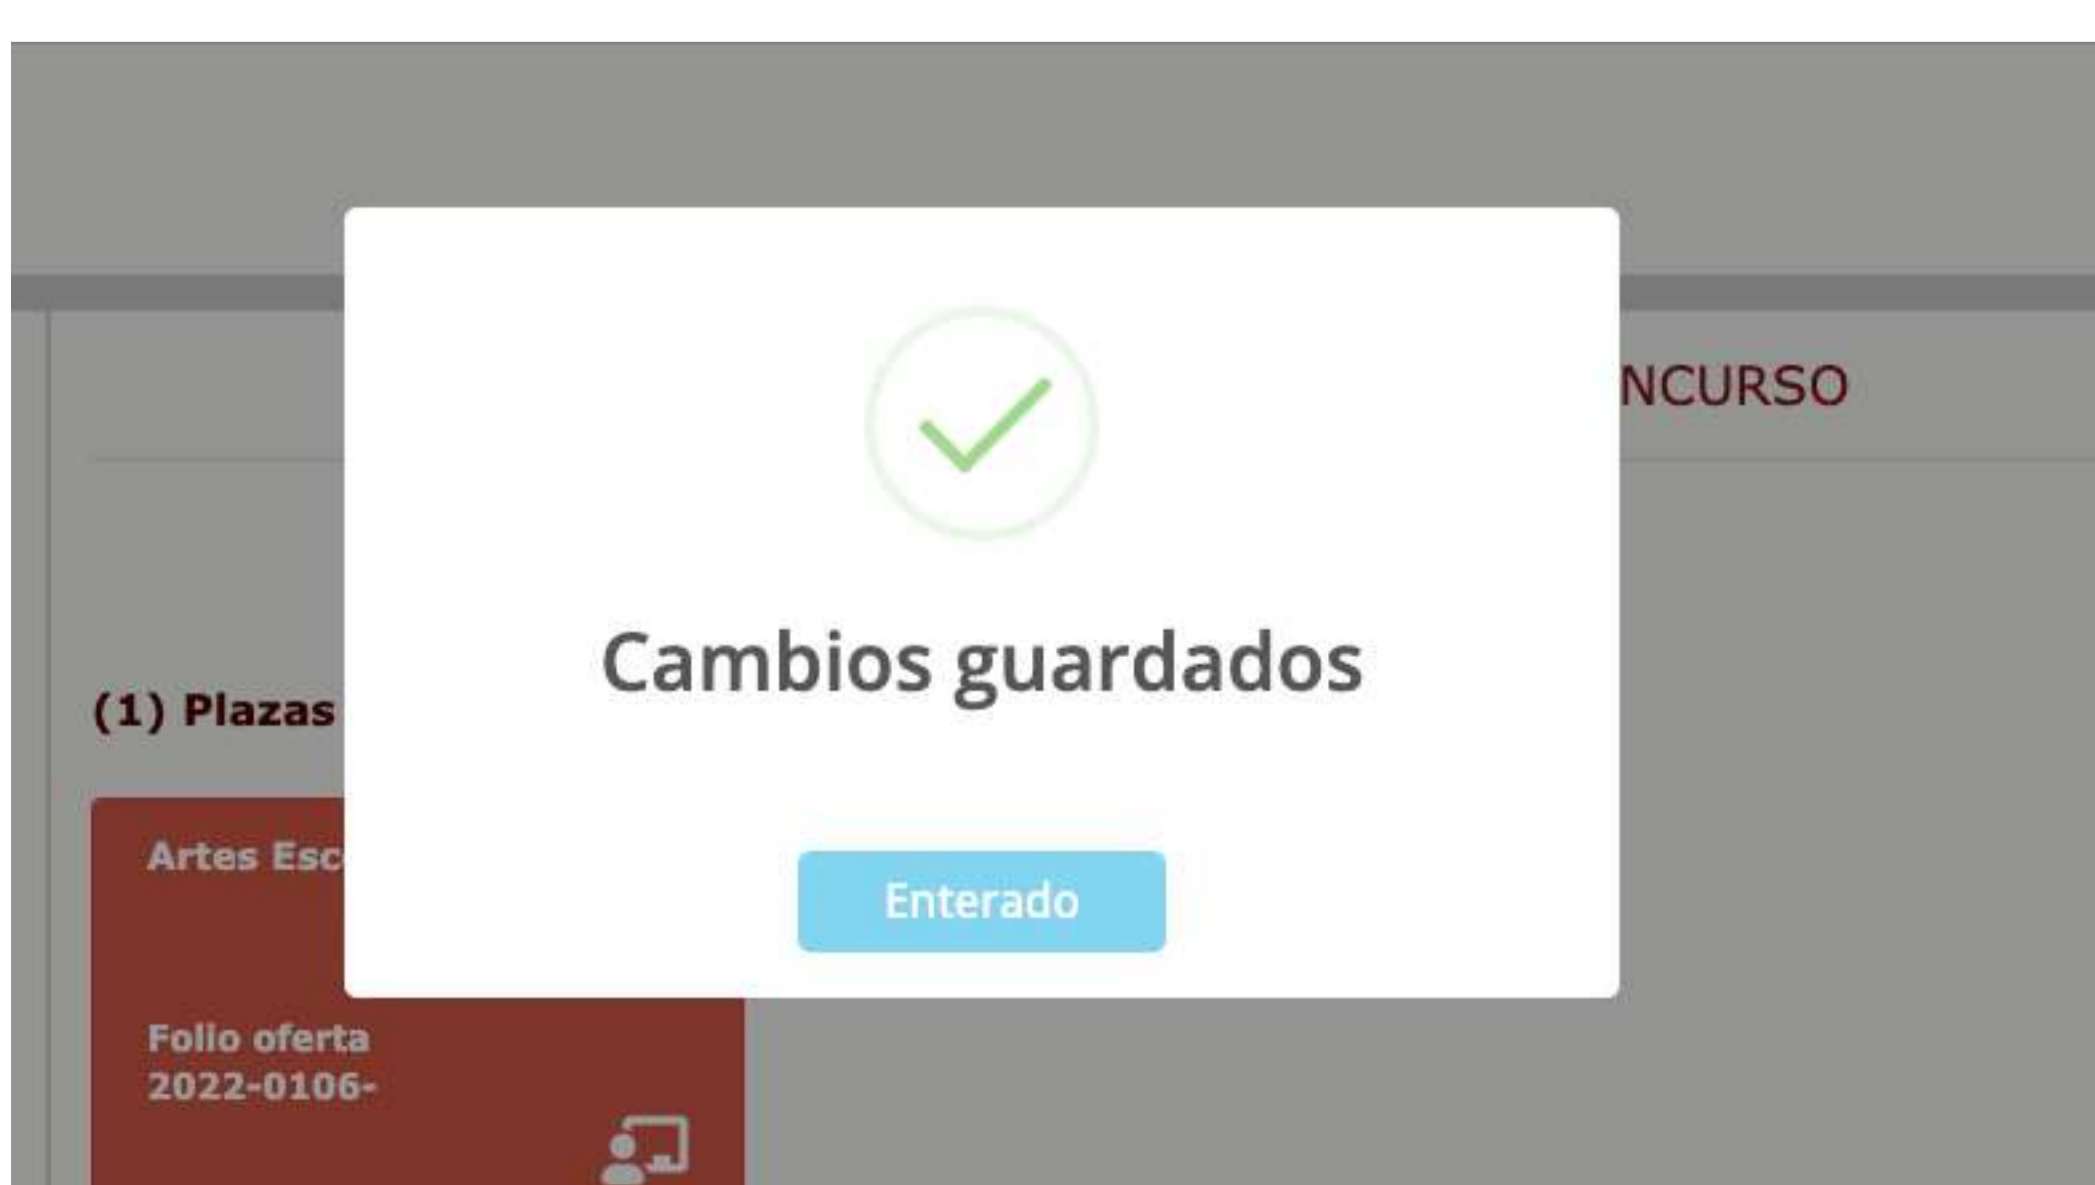 NCURSO
Cambios guardados
(1) Plazas
Enterado
Artes Esc
Folio oferta
2022-0106-